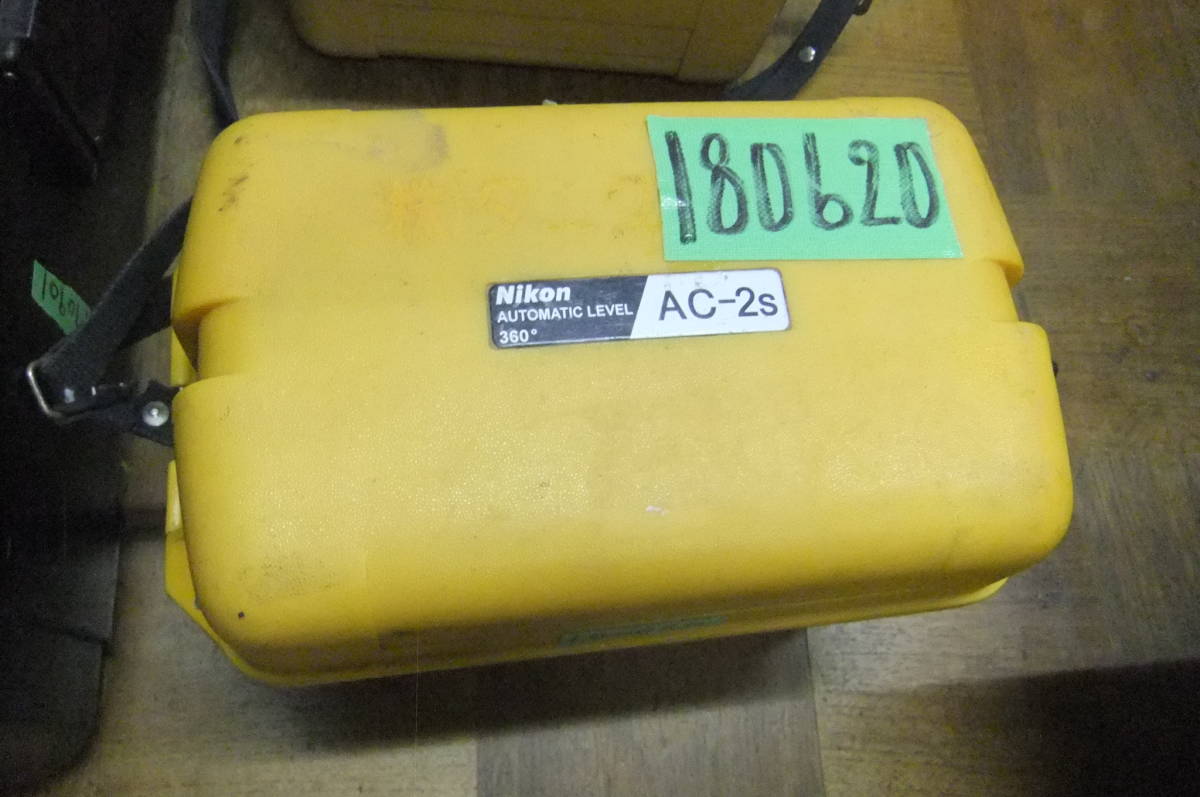 180620
Nikon
AUTOMATIC LEVEL
360°
AC-2s